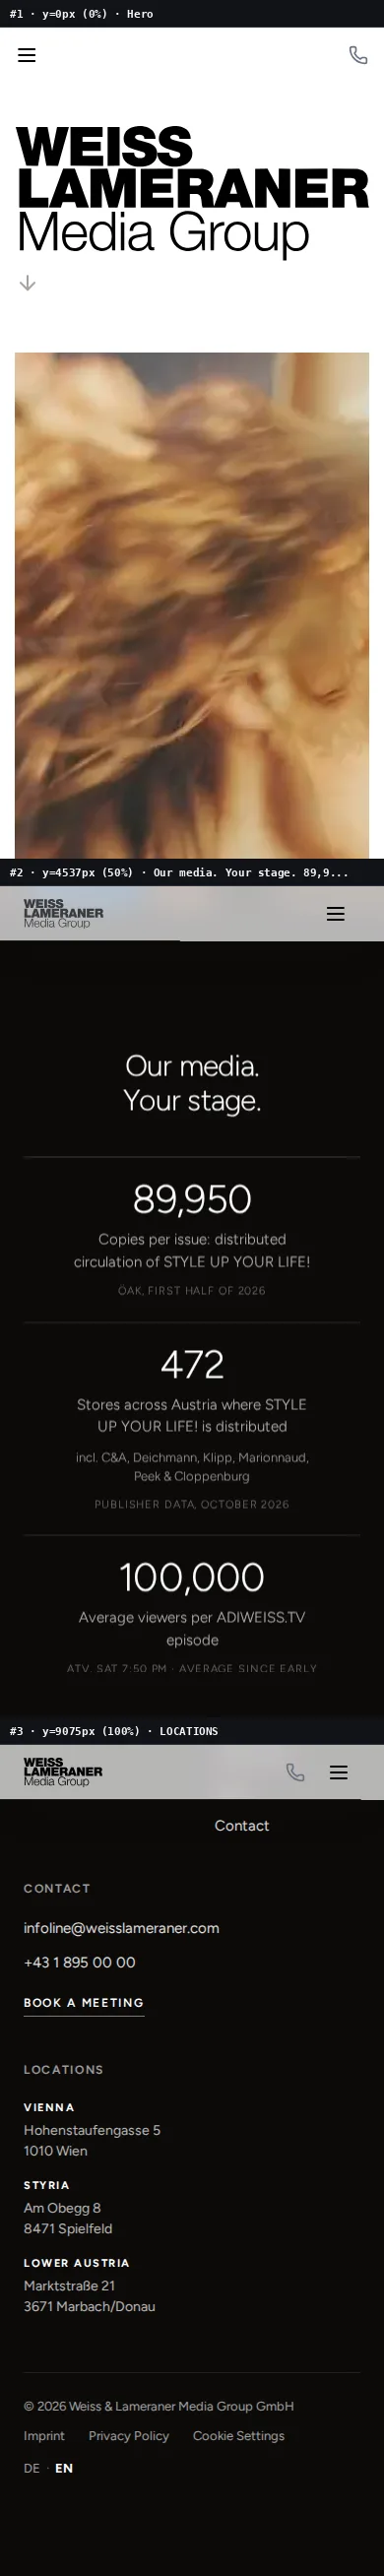 #1 · y=0px (0%) · Hero
WEISS
LAMERANER
Media Group
#2 · y=4537px (50%) · Our media. Your stage. 89,9...
WEISS
LAMERANER
Media Group
Our media.
Your stage.
89,950
Copies per issue: distributed
circulation of STYLE UP YOUR LIFE!
ÖAK, FIRST HALF OF 2026
472
Stores across Austria where STYLE
UP YOUR LIFE! is distributed
incl. C&A, Deichmann, Klipp, Marionnaud,
Peek & Cloppenburg
PUBLISHER DATA, OCTOBER 2026
100,000
Average viewers per ADIWEISS.TV
episode
ATV, SAT 7:50 PM · AVERAGE SINCE EARLY
#3 · y=9075px (100%) · LOCATIONS
WEISS
LAMERANER
Media Group
Contact
CONTACT
infoline@weisslameraner.com
+43 1 895 00 00
BOOK A MEETING
LOCATIONS
VIENNA
Hohenstaufengasse 5
1010 Wien
STYRIA
Am Obegg 8
8471 Spielfeld
LOWER AUSTRIA
Marktstraße 21
3671 Marbach/Donau
© 2026 Weiss & Lameraner Media Group GmbH
Imprint Privacy Policy Cookie Settings
DE · EN